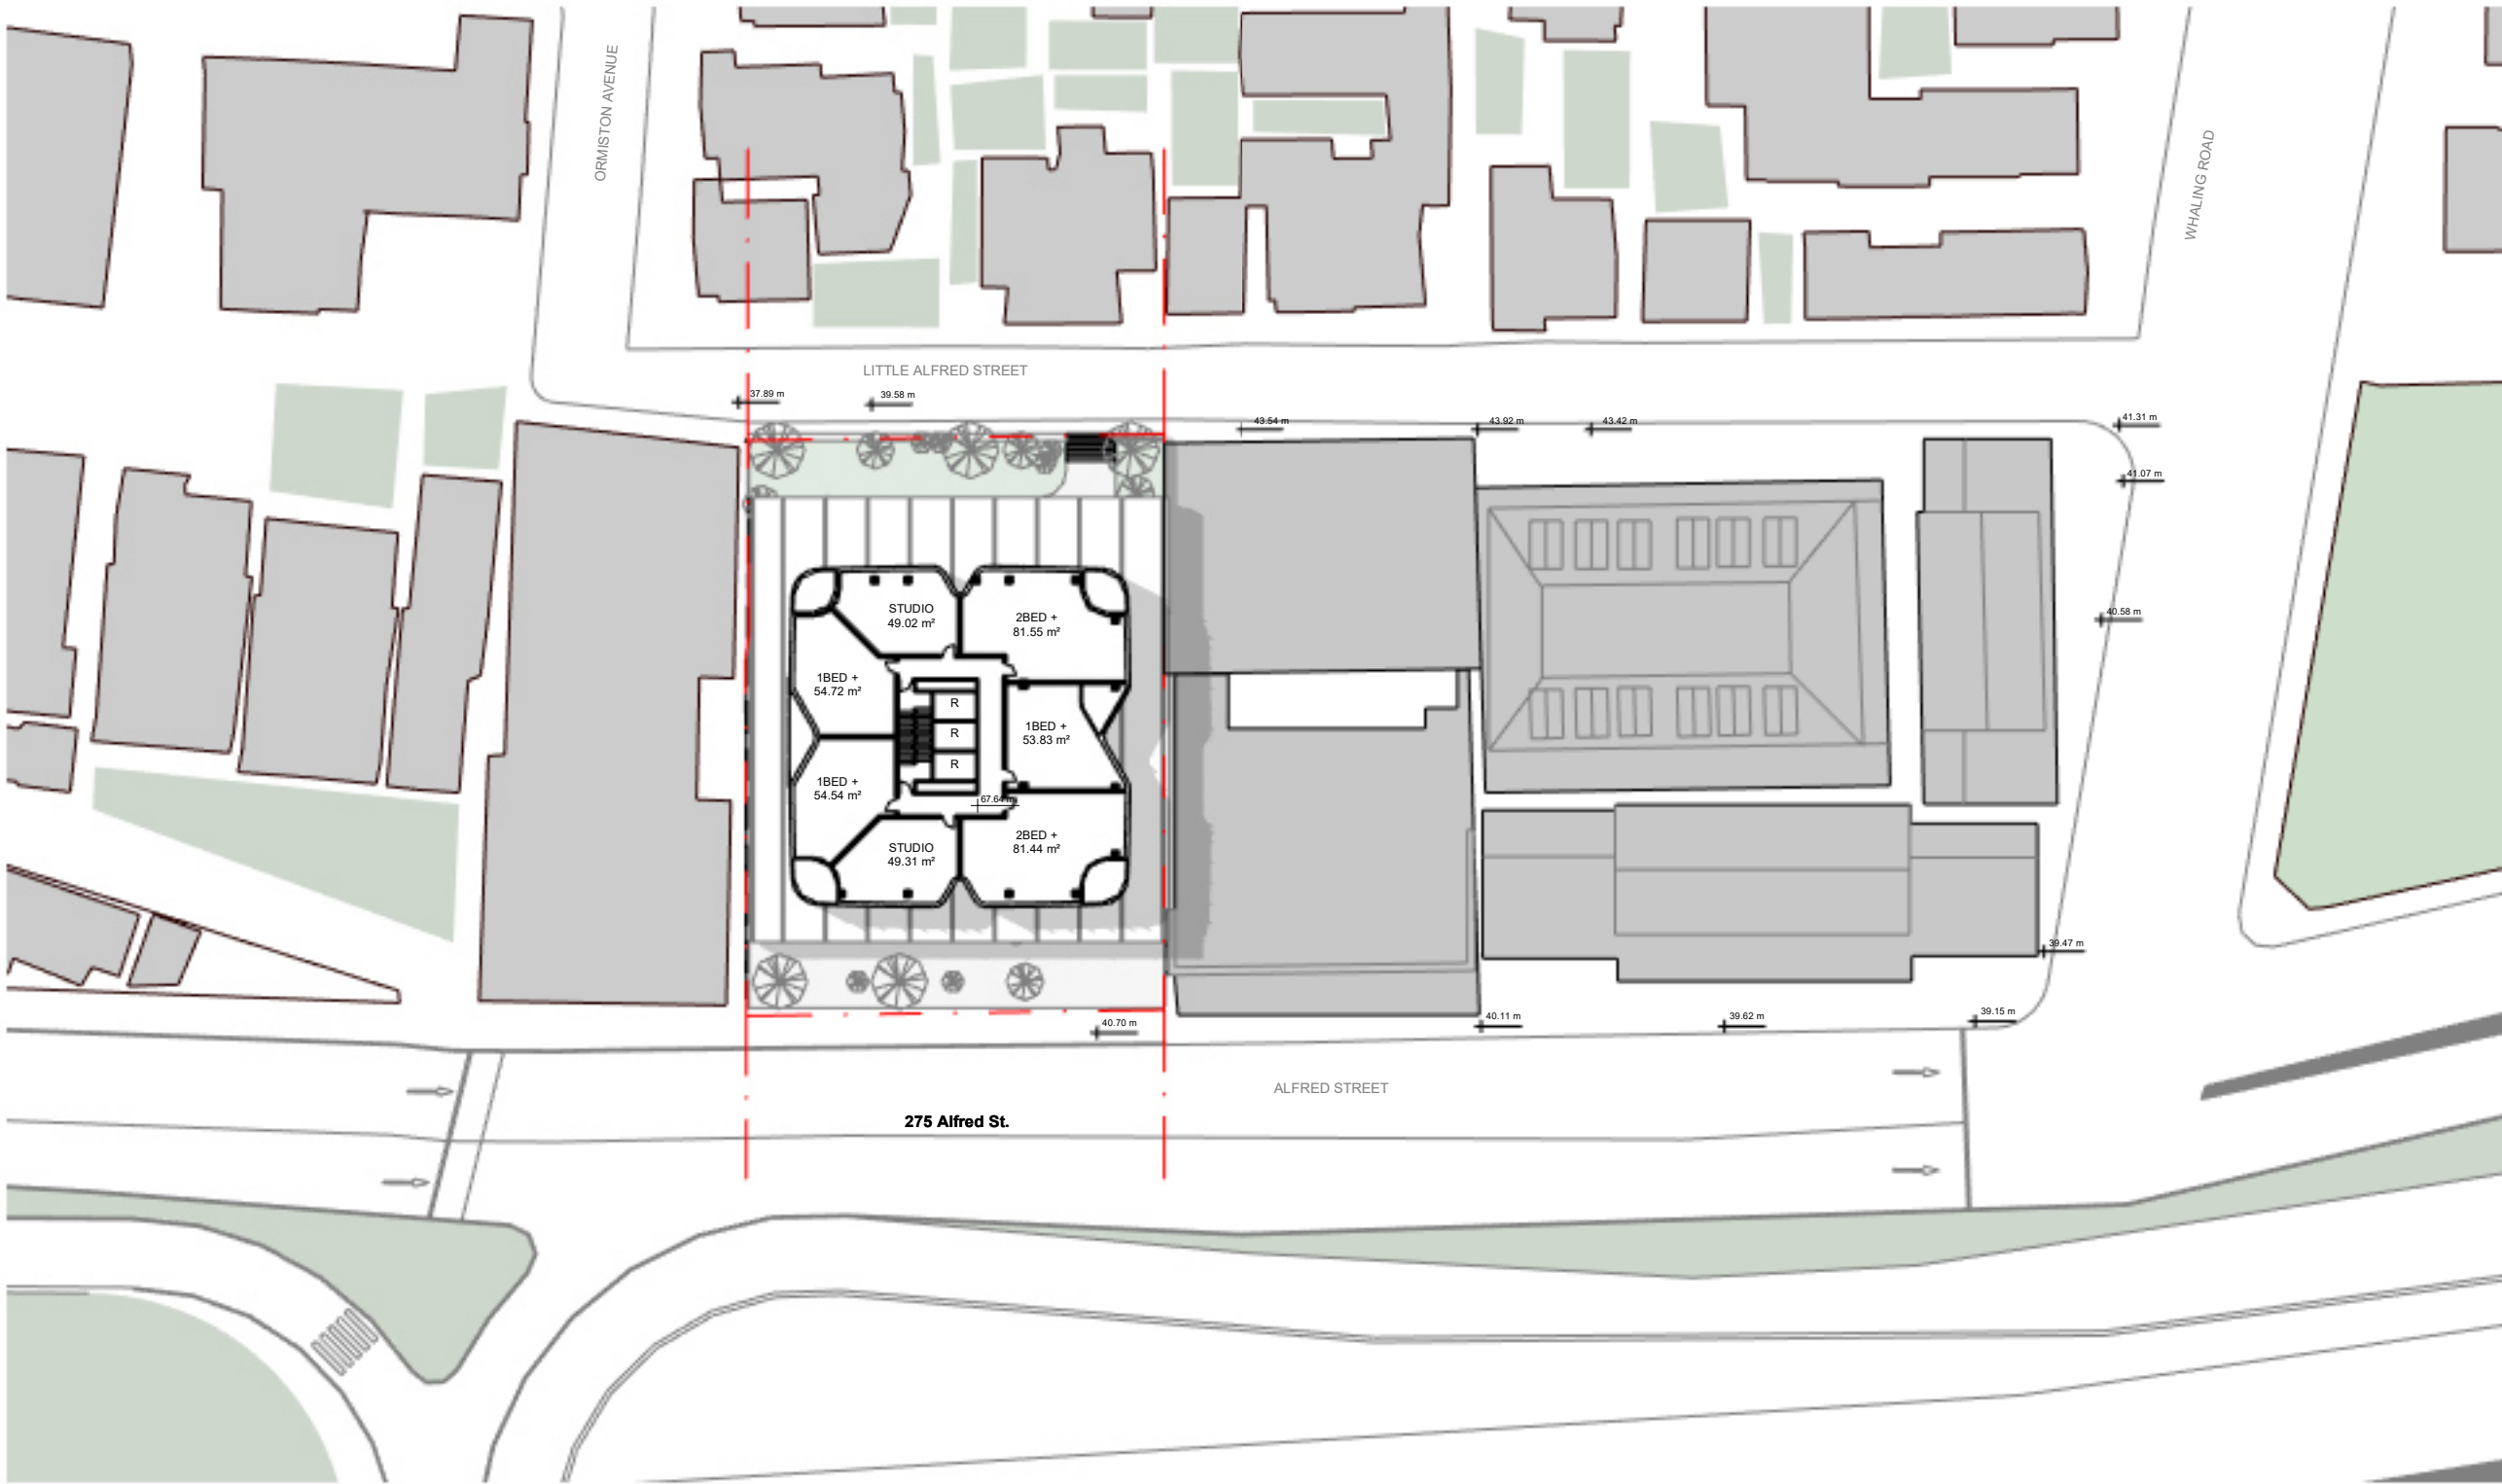 ORMISTON AVENUE
WHALING ROAD
LITTLE ALFRED STREET
37.89 m
39.58 m
43.54 m
43.92 m
43.42 m
41.31 m
41.07 m
40.58 m
STUDIO
49.02 m²
2BED +
81.55 m²
1BED +
54.72 m²
R
R
R
1BED +
53.83 m²
1BED +
54.54 m²
67.64 m
STUDIO
49.31 m²
2BED +
81.44 m²
39.47 m
40.70 m
40.11 m
39.62 m
39.15 m
ALFRED STREET
275 Alfred St.